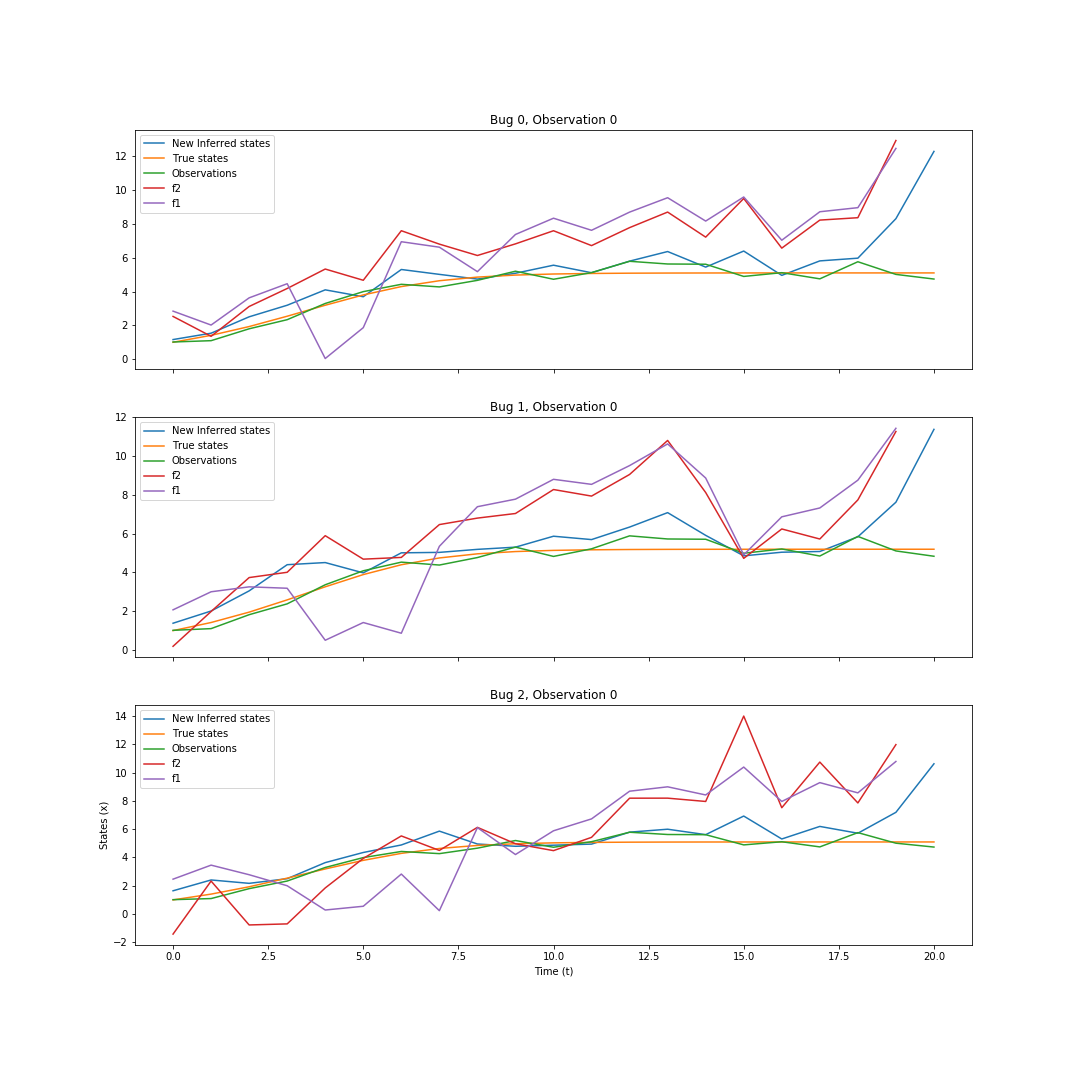 Bug 0, Observation 0
New Inferred states
True states
Observations
f2
f1
12
10
8
6
4
2
0
Bug 1, Observation 0
New Inferred states
True states
Observations
f2
f1
12
10
8
6
4
2
0
Bug 2, Observation 0
New Inferred states
True states
Observations
f2
f1
14
12
10
8
6
4
2
0
−2
States (x)
0.0 2.5 5.0 7.5 10.0 12.5 15.0 17.5 20.0
Time (t)